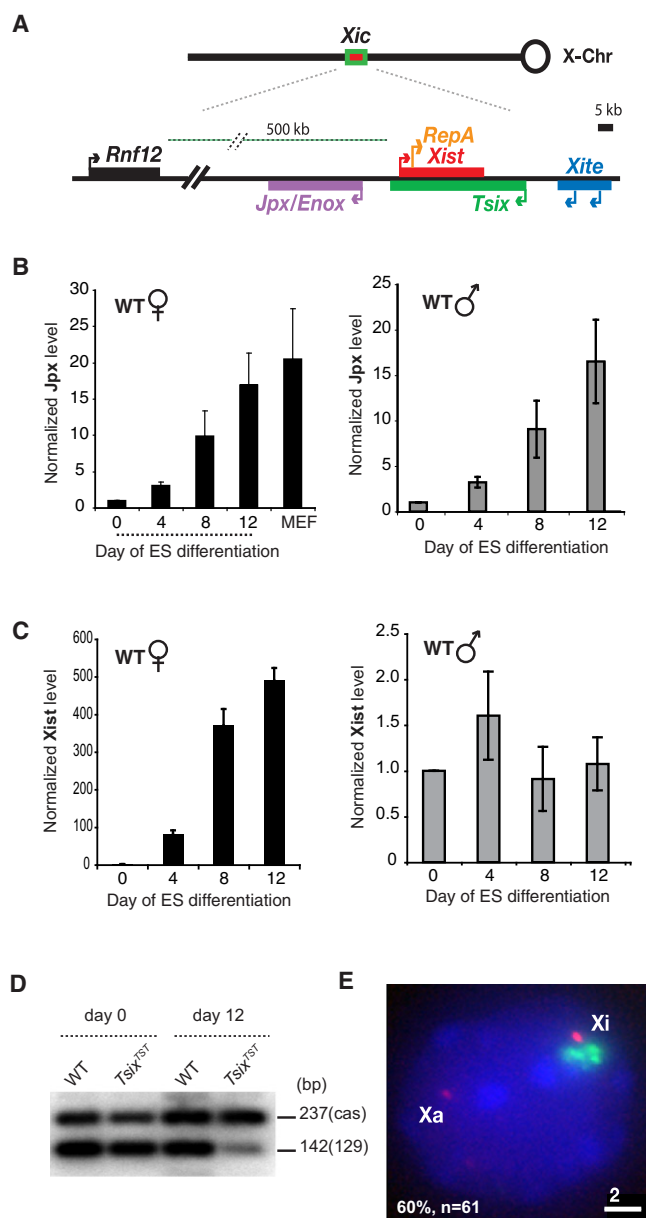 A
Xic
X-Chr
500 kb
5 kb
Rnf12
RepA
Xist
Xite
Jpx/Enox
Tsix
B
WT ♀
Normalized Jpx level
30
25
20
15
10
5
0
0 4 8 12 MEF
Day of ES differentiation
WT ♂
Normalized Jpx level
25
20
15
10
5
0
0 4 8 12
Day of ES differentiation
C
WT ♀
Normalized Xist level
600
500
400
300
200
100
0
0 4 8 12
Day of ES differentiation
WT ♂
Normalized Xist level
2.5
2.0
1.5
1.0
0.5
0
0 4 8 12
Day of ES differentiation
D
day 0 day 12
WT TsixTST WT TsixTST
(bp)
237(cas)
142(129)
E
Xi
Xa
60%, n=61
2